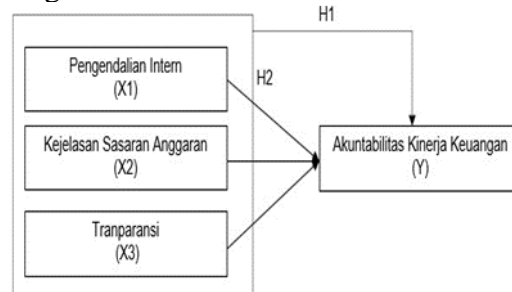 H1
Pengendalian Intern
(X1)
H2
Kejelasan Sasaran Anggaran
(X2)
Akuntabilitas Kinerja Keuangan
(Y)
Tranparansi
(X3)